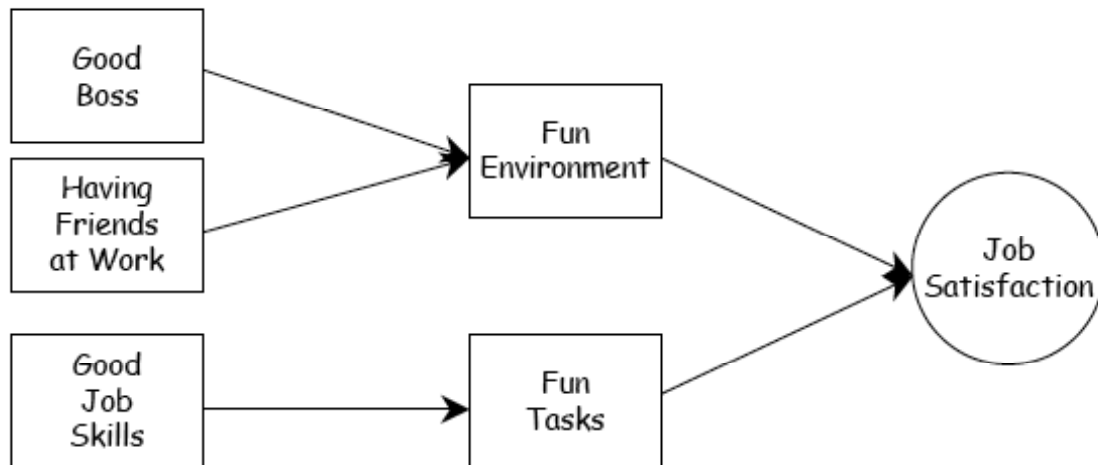 Good
Boss
Having
Friends
at Work
Good
Job
Skills
Fun
Environment
Fun
Tasks
Job
Satisfaction